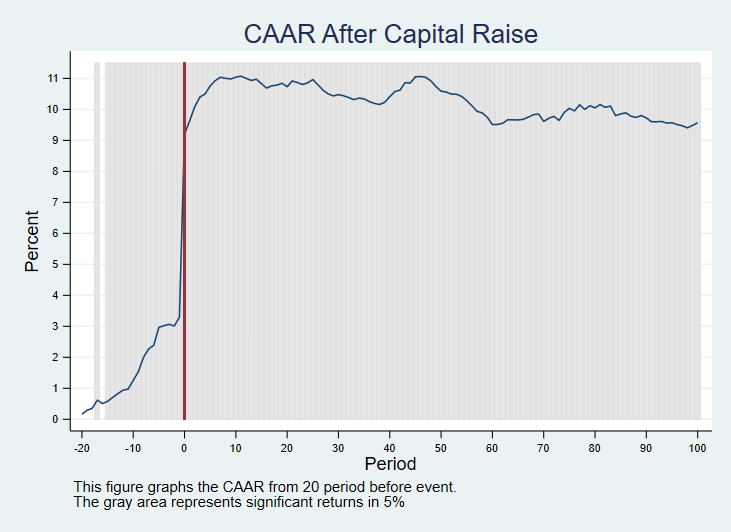 CAAR After Capital Raise
11
10
9
8
7
6
5
4
3
2
1
0
Percent
-20 -10 0 10 20 30 40 50 60 70 80 90 100
Period
This figure graphs the CAAR from 20 period before event.
The gray area represents significant returns in 5%